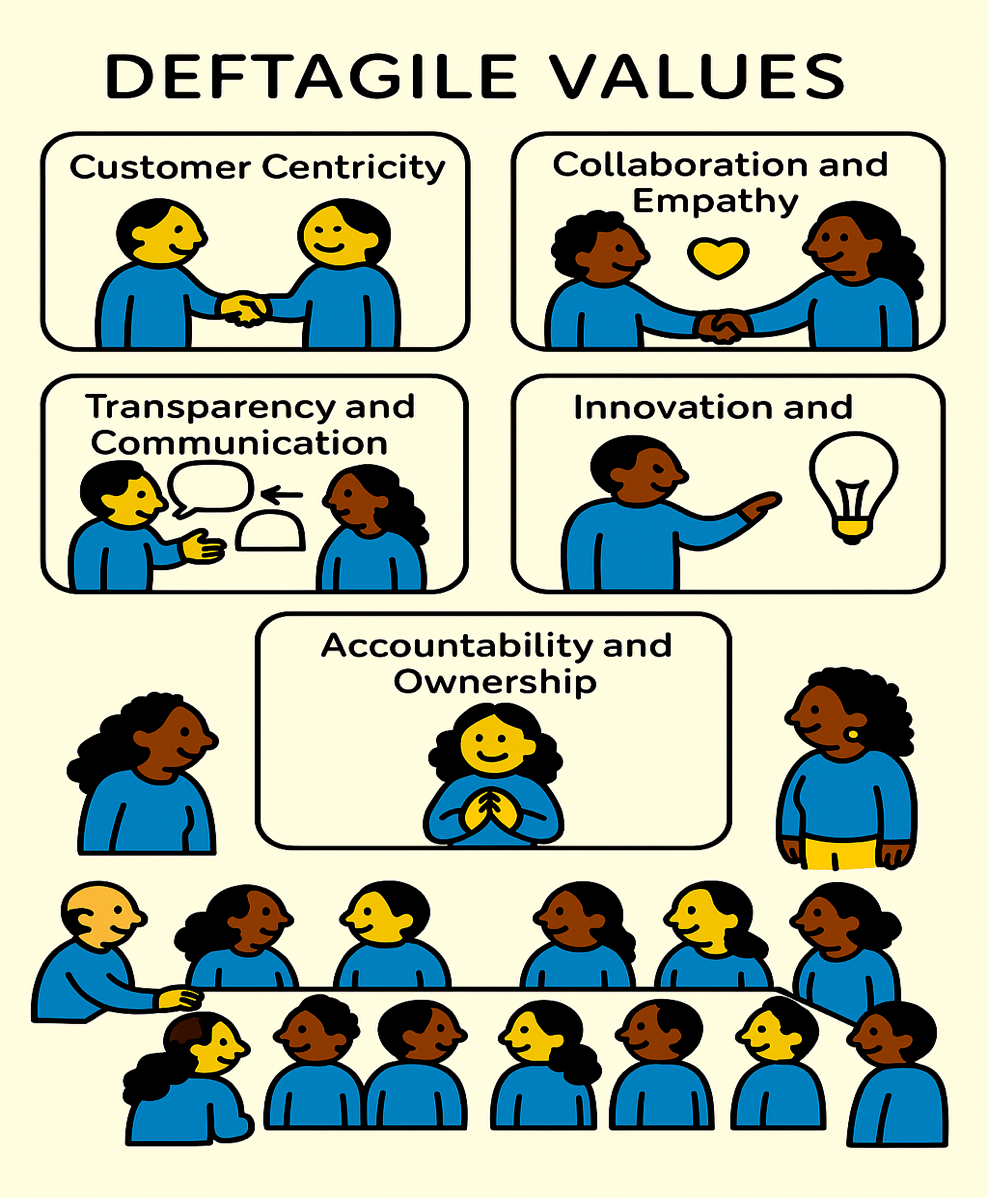 DEFTAGILE VALUES
Customer Centricity
Collaboration and
Empathy
Transparency and
Communication
Innovation and
Accountability and
Ownership